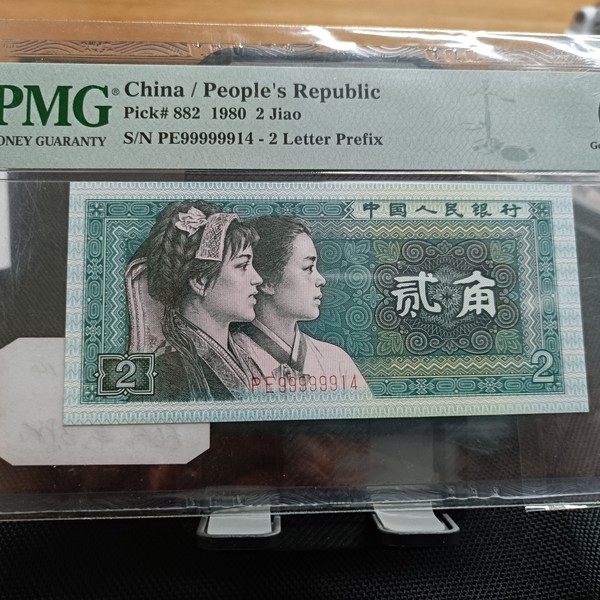 PMG® China / People's Republic
Pick# 882 1980 2 Jiao
ONEY GUARANTY S/N PE99999914 - 2 Letter Prefix
中国人民银行
贰角
2 2
PE99999914